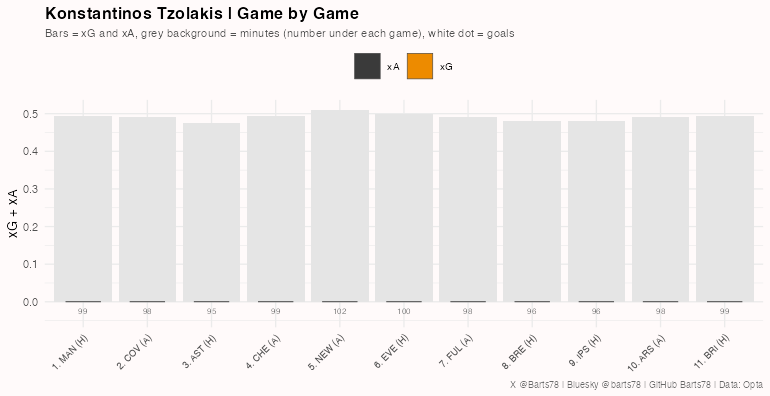 Konstantinos Tzolakis | Game by Game
Bars = xG and xA, grey background = minutes (number under each game), white dot = goals
xA xG
xG + xA
0.5
0.4
0.3
0.2
0.1
0.0
99 98 95 99 102 100 98 96 96 98 99
1. MAN (H)
2. COV (A)
3. AST (H)
4. CHE (A)
5. NEW (A)
6. EVE (H)
7. FUL (A)
8. BRE (H)
9. IPS (H)
10. ARS (A)
11. BRI (H)
X @Barts78 | Bluesky @barts78 | GitHub Barts78 | Data: Opta